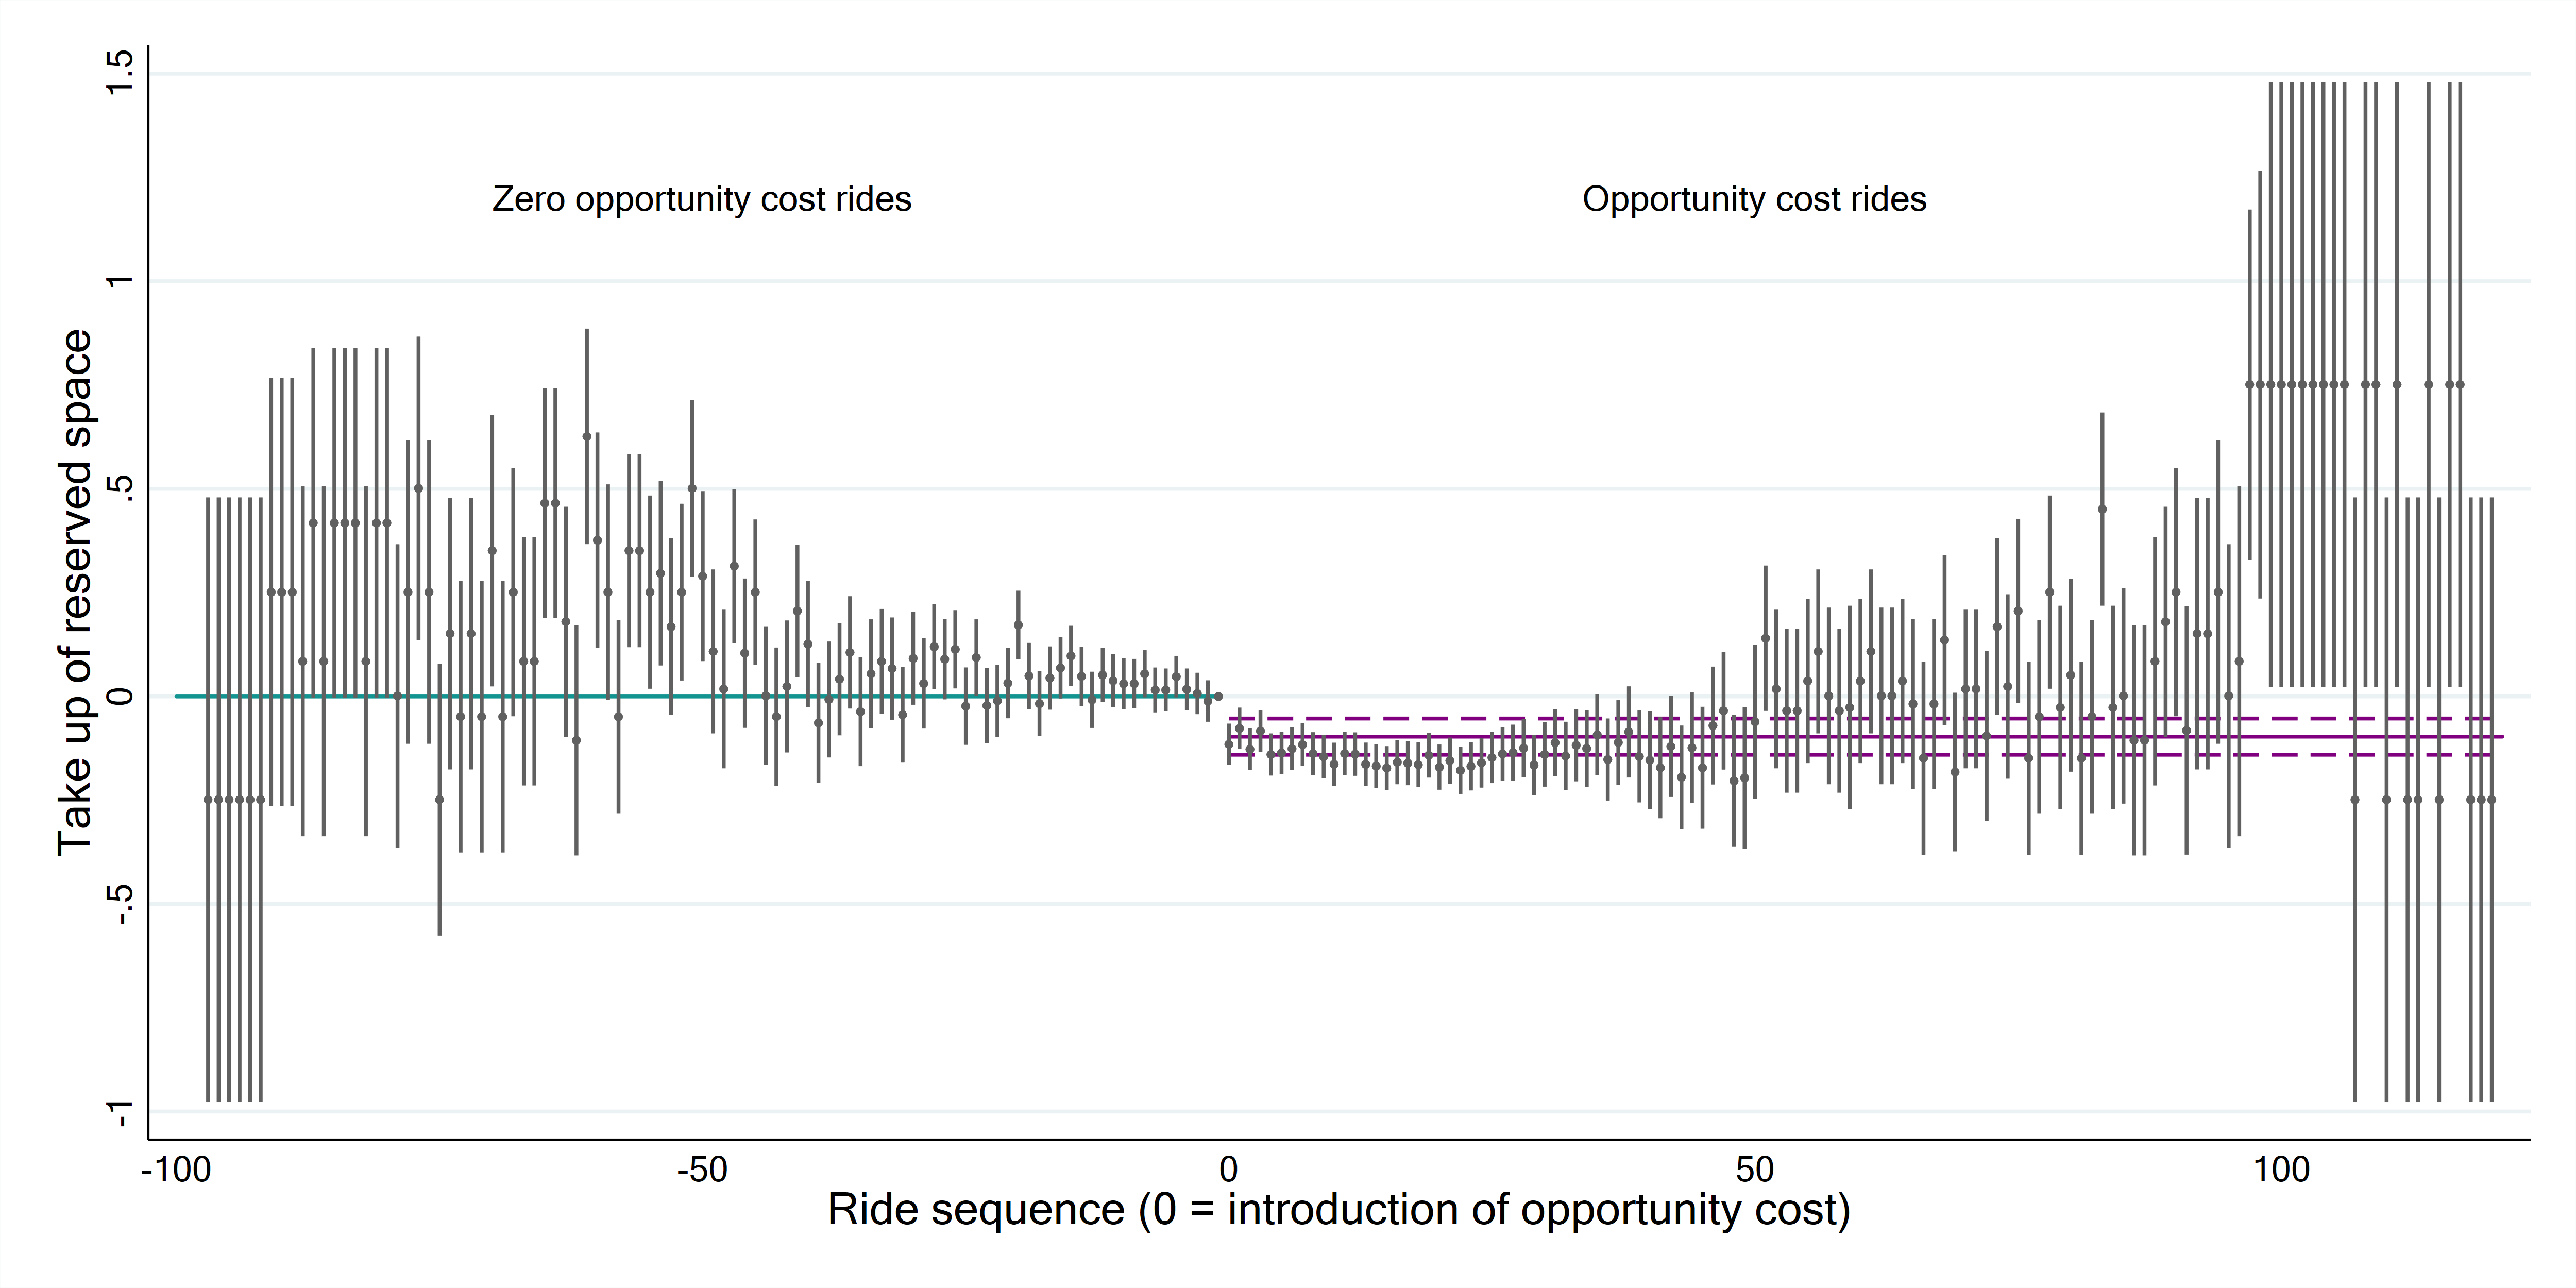 Zero opportunity cost rides
Opportunity cost rides
Take up of reserved space
1.5
1
.5
0
-.5
-1
-100
-50
0
50
100
Ride sequence (0 = introduction of opportunity cost)